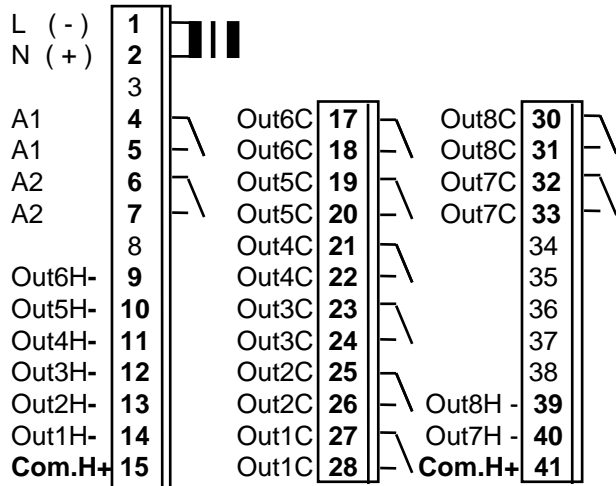 L (-) 1
N (+) 2
3
A1 4
A1 5
A2 6
A2 7
8
Out6H- 9
Out5H- 10
Out4H- 11
Out3H- 12
Out2H- 13
Out1H- 14
Com.H+ 15
Out6C 17
Out6C 18
Out5C 19
Out5C 20
Out4C 21
Out4C 22
Out3C 23
Out3C 24
Out2C 25
Out2C 26
Out1C 27
Out1C 28
Out8C 30
Out8C 31
Out7C 32
Out7C 33
34
35
36
37
38
Out8H - 39
Out7H - 40
Com.H+ 41